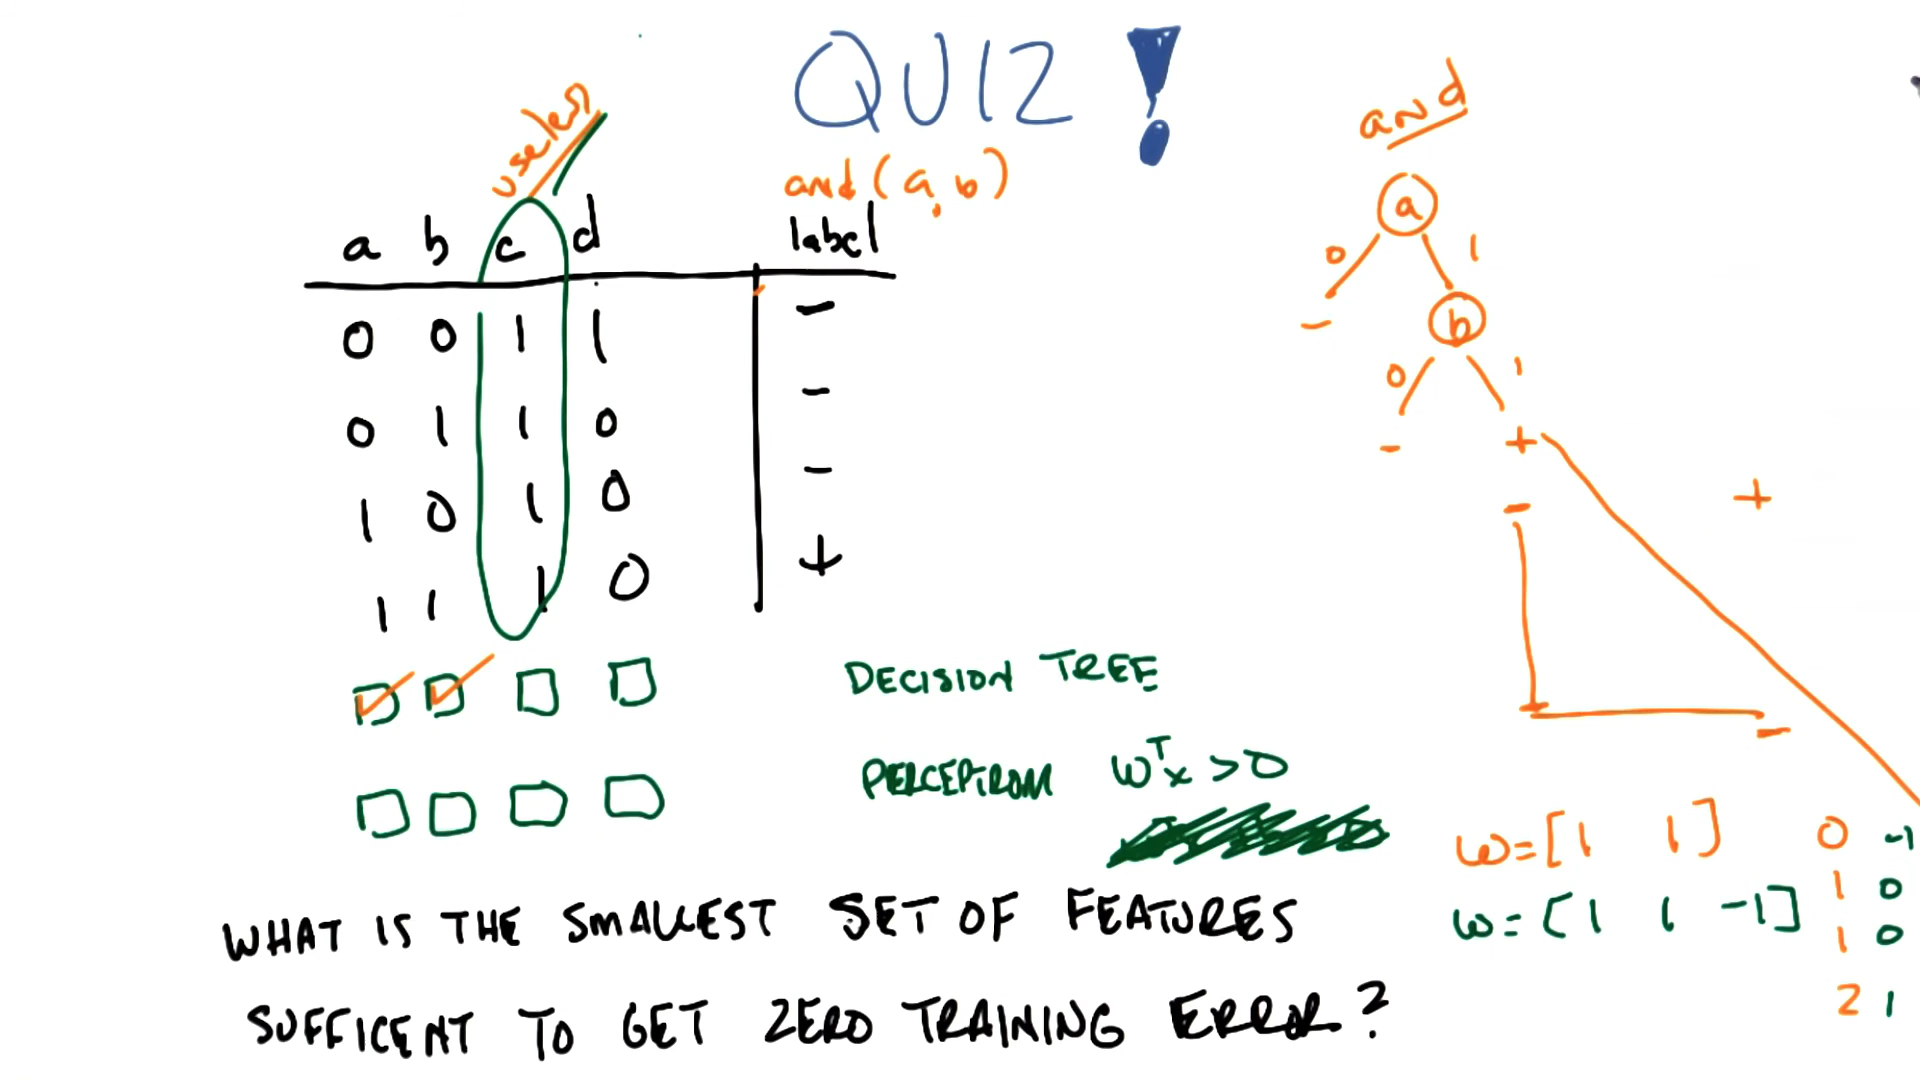 QUIZ!
useless
and(a,b)
a b c d label
0 0 1 1 -
0 1 1 0 -
1 0 1 0 -
1 1 1 0 +
DECISION TREE
PERCEPTRON wᵀx > 0
WHAT IS THE SMALLEST SET OF FEATURES
SUFFICENT TO GET ZERO TRAINING ERROR?
and
a
0 1
- b
0 1
- +
- +
+ -
w=[1 1] 0 -1
1 0
w=[1 1 -1] 1 0
2 1